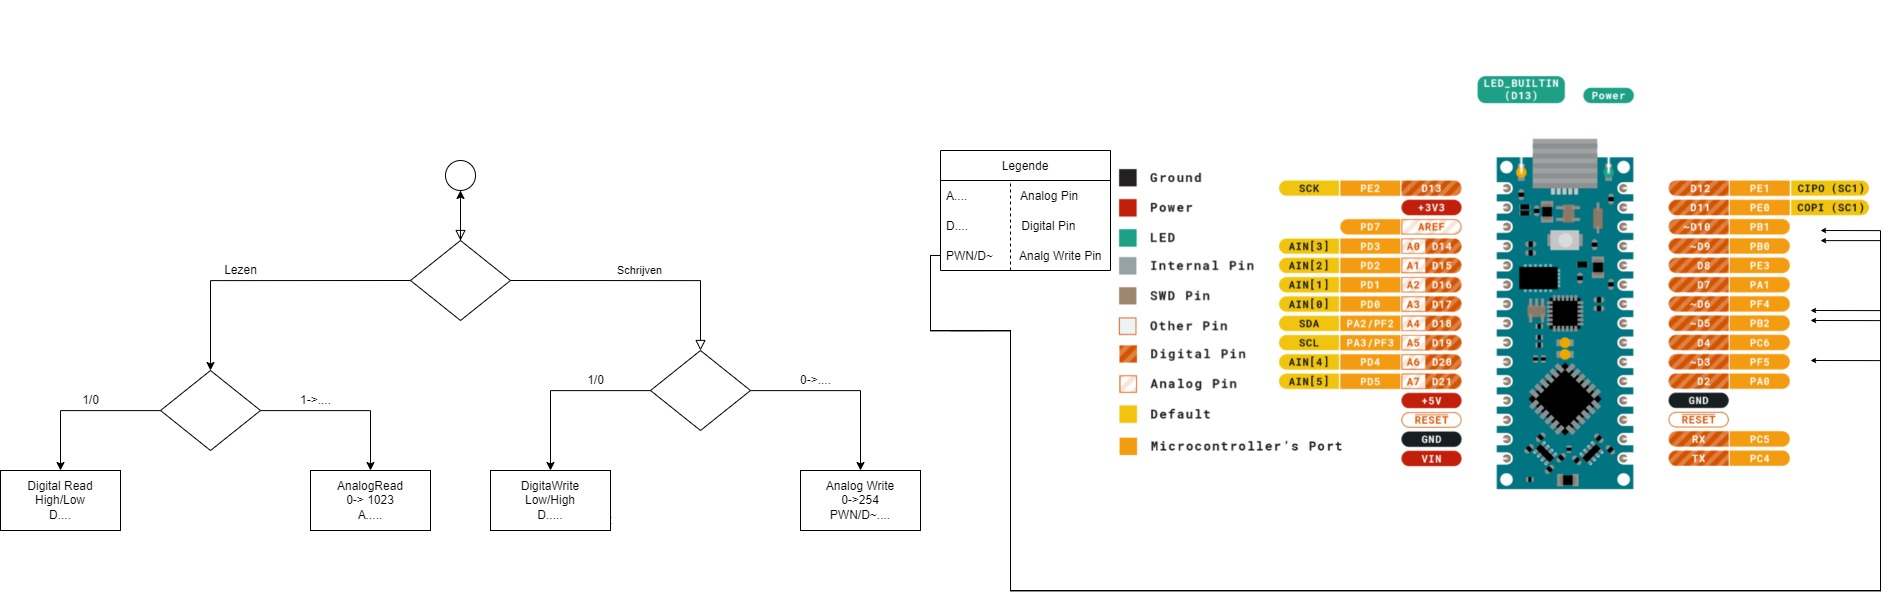 Lezen
Schrijven
1/0
1->....
1/0
0->....
Digital Read
High/Low
D....
AnalogRead
0-> 1023
A.....
DigitaWrite
Low/High
D.....
Analog Write
0->254
PWN/D~....
Legende
A.... Analog Pin
D.... Digital Pin
PWN/D~ Analg Write Pin
Ground
Power
LED
Internal Pin
SWD Pin
Other Pin
Digital Pin
Analog Pin
Default
Microcontroller's Port
LED_BUILTIN
(D13)
Power
SCK PE2 D13
+3V3
PD7 AREF
AIN[3] PD3 A0 D14
AIN[2] PD2 A1 D15
AIN[1] PD1 A2 D16
AIN[0] PD0 A3 D17
SDA PA2/PF2 A4 D18
SCL PA3/PF3 A5 D19
AIN[4] PD4 A6 D20
AIN[5] PD5 A7 D21
+5V
RESET
GND
VIN
D12 PE1 CIPO (SC1)
D11 PE0 COPI (SC1)
~D10 PB1
~D9 PB0
D8 PE3
D7 PA1
~D6 PF4
~D5 PB2
D4 PC6
~D3 PF5
D2 PA0
GND
RESET
RX PC5
TX PC4